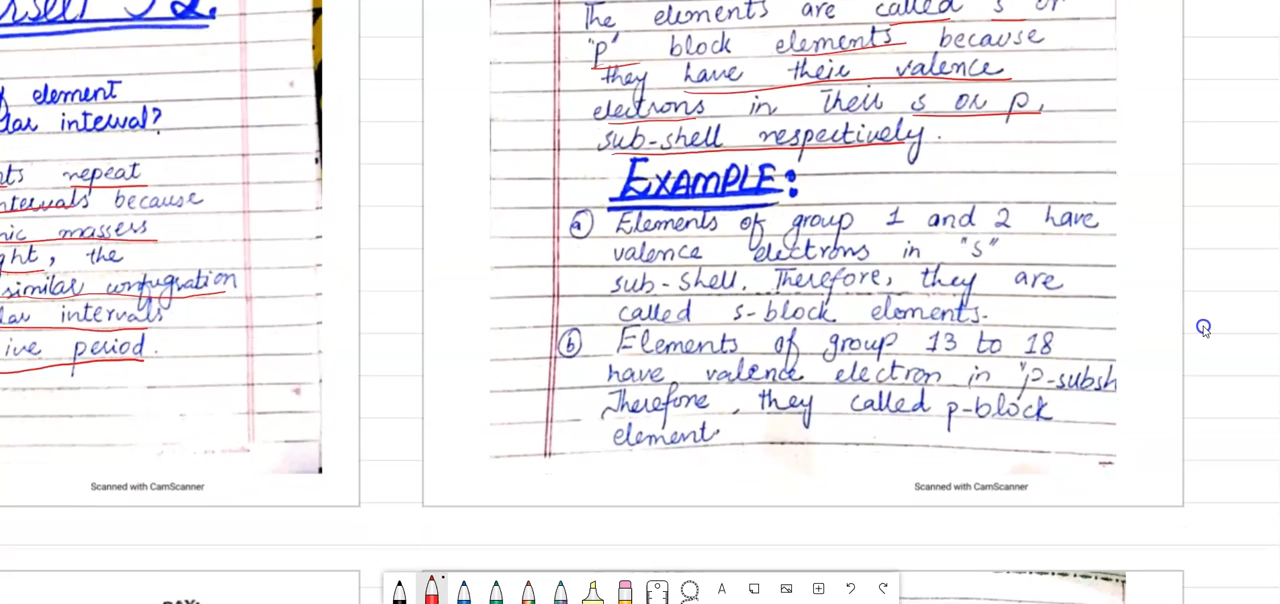 2.
element
interval?
repeat
because
masses
, the
similar confugration
intervals
period.
Scanned with CamScanner
The elements are called s or
"p" block elements because
they have their valence
electrons in their s or p,
sub-shell respectively.
EXAMPLE:
a Elements of group 1 and 2 have
valence electrons in "s"
sub-shell. Therefore, they are
called s-block elements.
b Elements of group 13 to 18
have valence electron in "p-subsh
Therefore, they called p-block
element.
Scanned with CamScanner
A